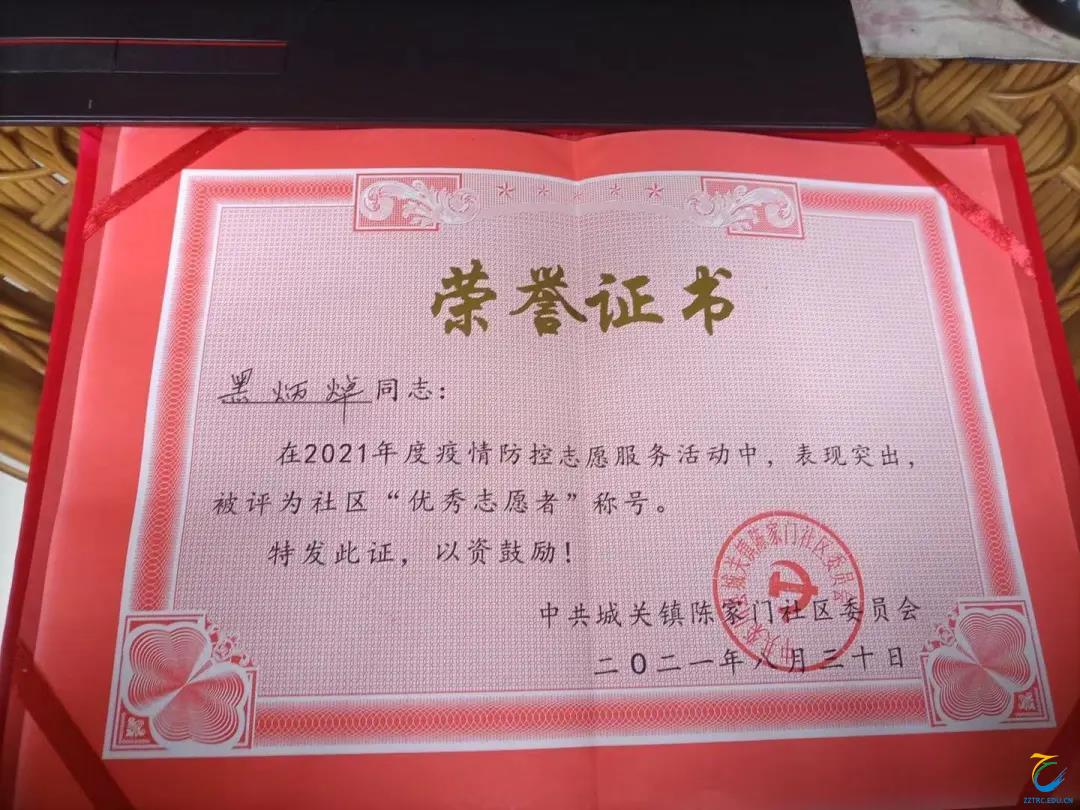 荣誉证书
黑炳焯同志：
在2021年度疫情防控志愿服务活动中，表现突出，
被评为社区“优秀志愿者”称号。
特发此证，以资鼓励！
中共城关镇陈家门社区委员会
二〇二一年八月三十日
ZZTRC.EDU.CN